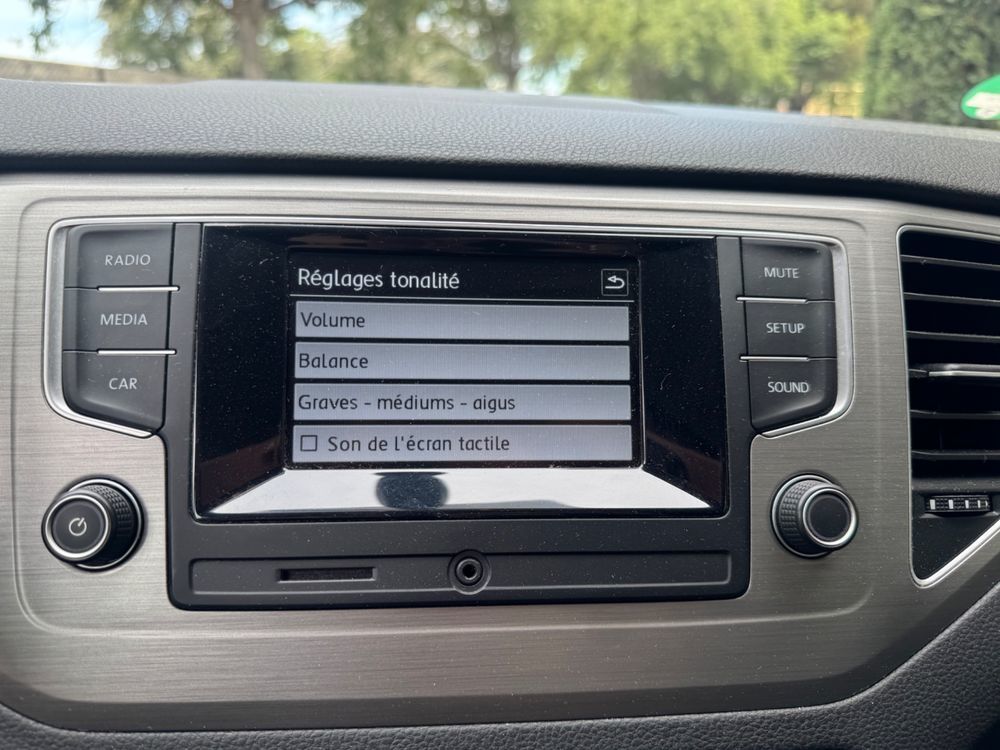 RADIO
MEDIA
CAR
Réglages tonalité
Volume
Balance
Graves - médiums - aigus
Son de l'écran tactile
MUTE
SETUP
SOUND